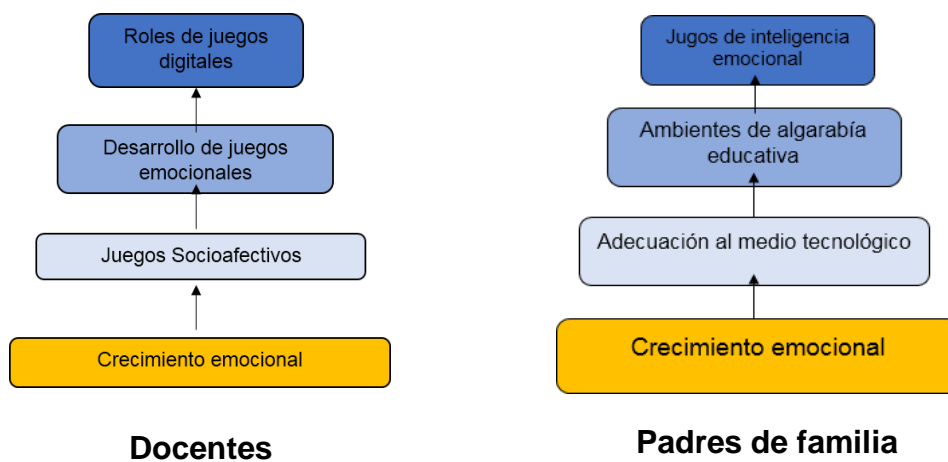 Roles de juegos
digitales
Desarrollo de juegos
emocionales
Juegos Socioafectivos
Crecimiento emocional
Docentes
Jugos de inteligencia
emocional
Ambientes de algarabía
educativa
Adecuación al medio tecnológico
Crecimiento emocional
Padres de familia